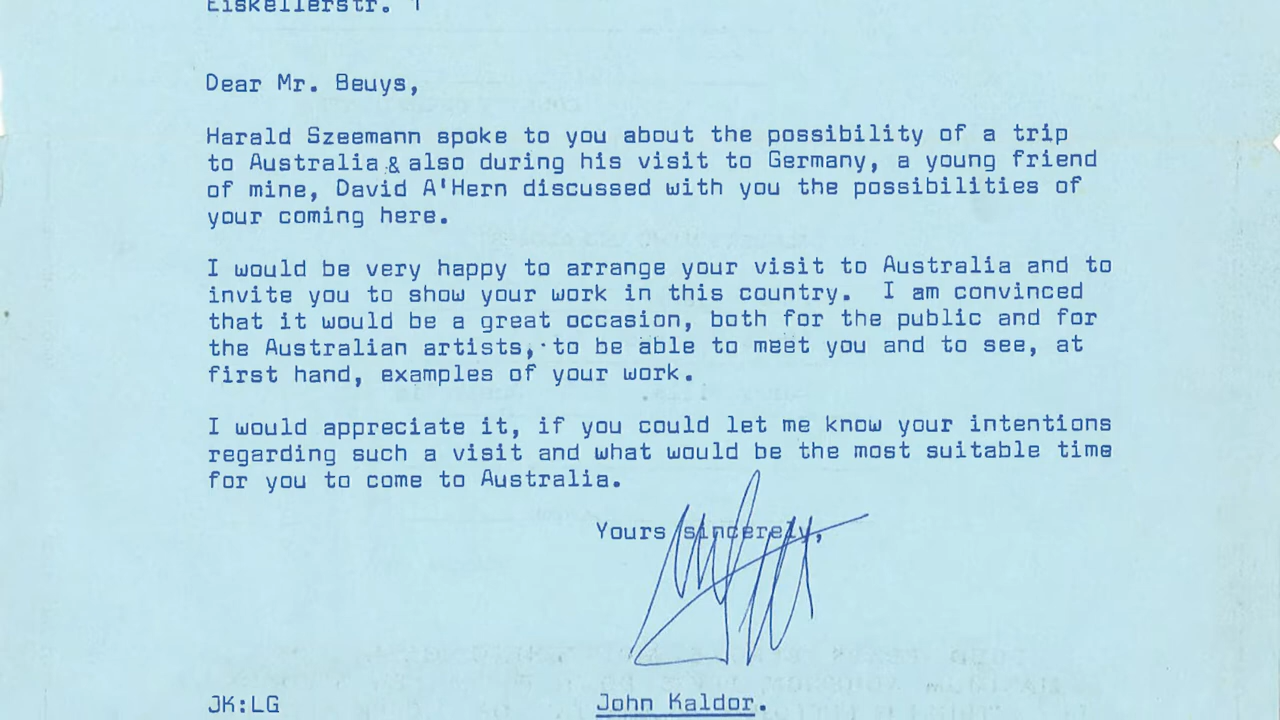 Eiskellerstr. 1
Dear Mr. Beuys,
Harald Szeemann spoke to you about the possibility of a trip
to Australia & also during his visit to Germany, a young friend
of mine, David A'Hern discussed with you the possibilities of
your coming here.
I would be very happy to arrange your visit to Australia and to
invite you to show your work in this country. I am convinced
that it would be a great occasion, both for the public and for
the Australian artists, to be able to meet you and to see, at
first hand, examples of your work.
I would appreciate it, if you could let me know your intentions
regarding such a visit and what would be the most suitable time
for you to come to Australia.
Yours sincerely,
JK:LG
John Kaldor.